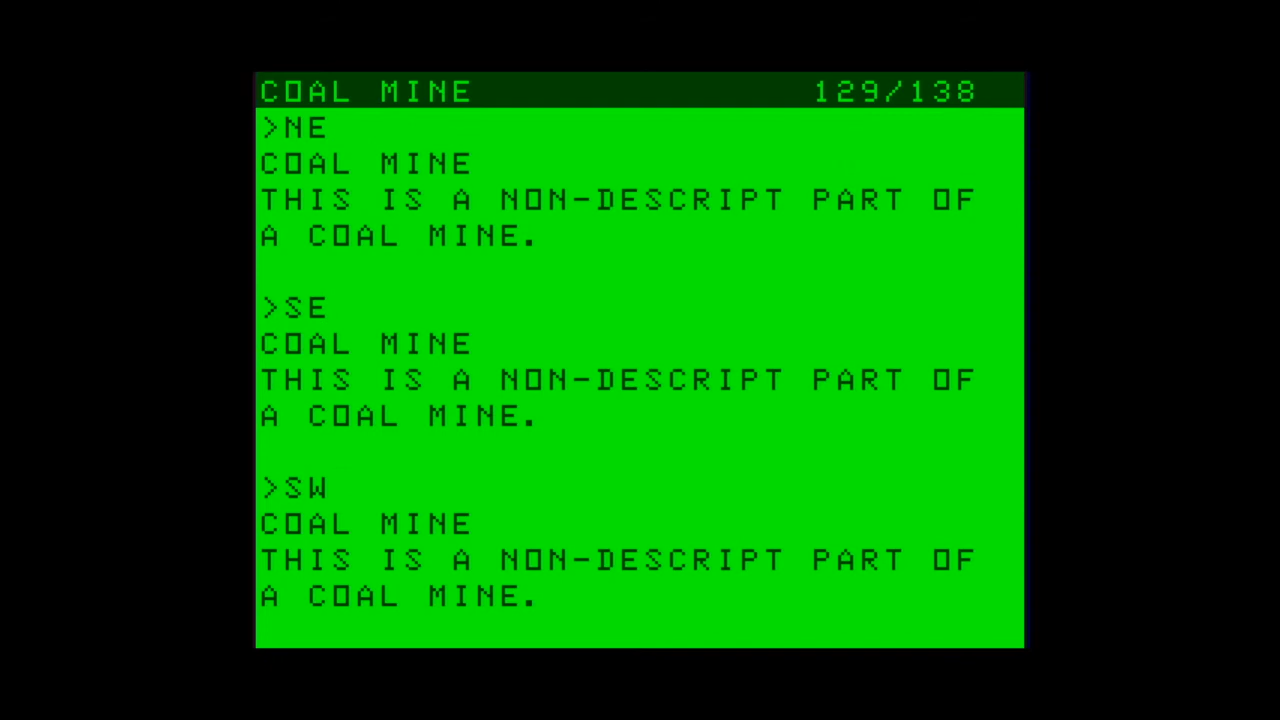 COAL MINE 129/138
>NE
COAL MINE
THIS IS A NON-DESCRIPT PART OF
A COAL MINE.
>SE
COAL MINE
THIS IS A NON-DESCRIPT PART OF
A COAL MINE.
>SW
COAL MINE
THIS IS A NON-DESCRIPT PART OF
A COAL MINE.